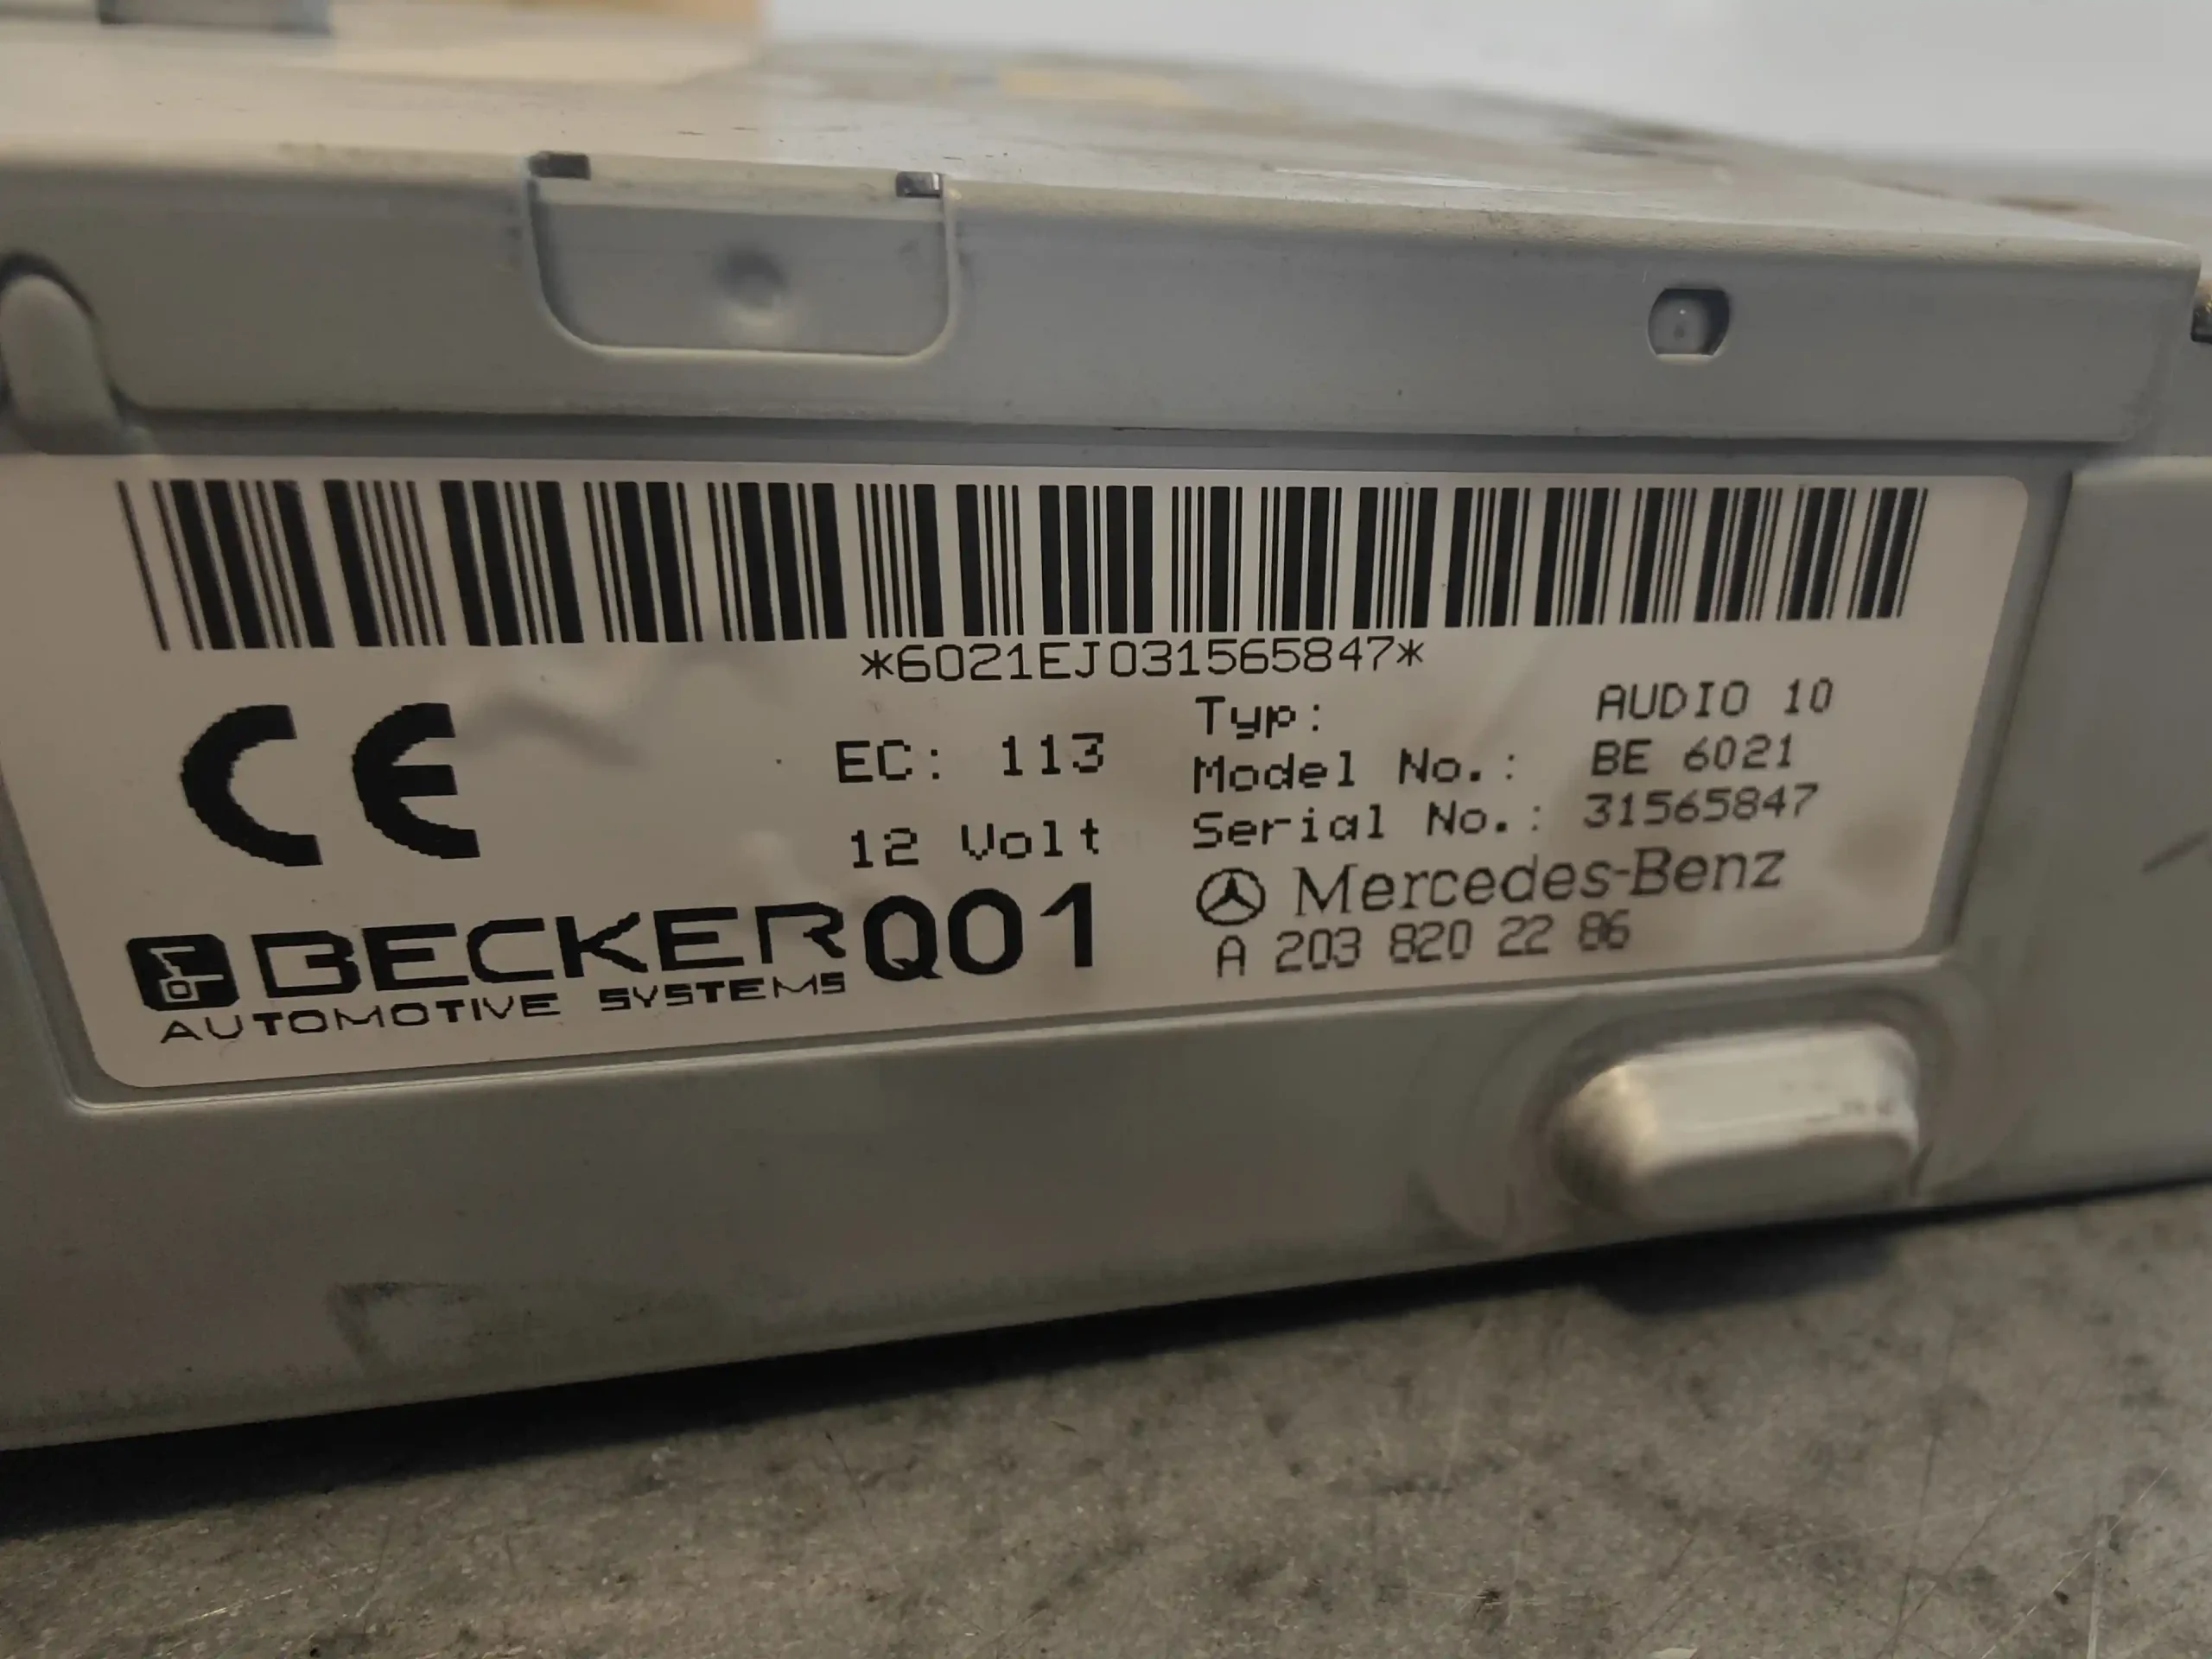 *6021EJ031565847*
CE
EC: 113
12 Volt
Typ: AUDIO 10
Model No.: BE 6021
Serial No.: 31565847
BECKER Q01
AUTOMOTIVE SYSTEMS
Mercedes-Benz
A 203 820 22 86